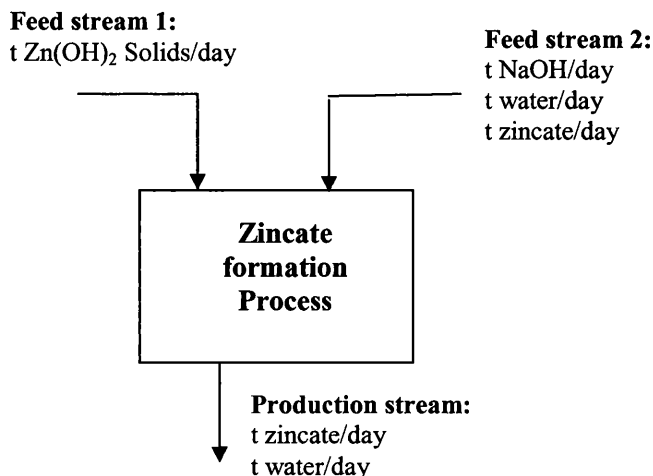 Feed stream 1:
t Zn(OH)₂ Solids/day
Feed stream 2:
t NaOH/day
t water/day
t zincate/day
Zincate
formation
Process
Production stream:
t zincate/day
t water/day